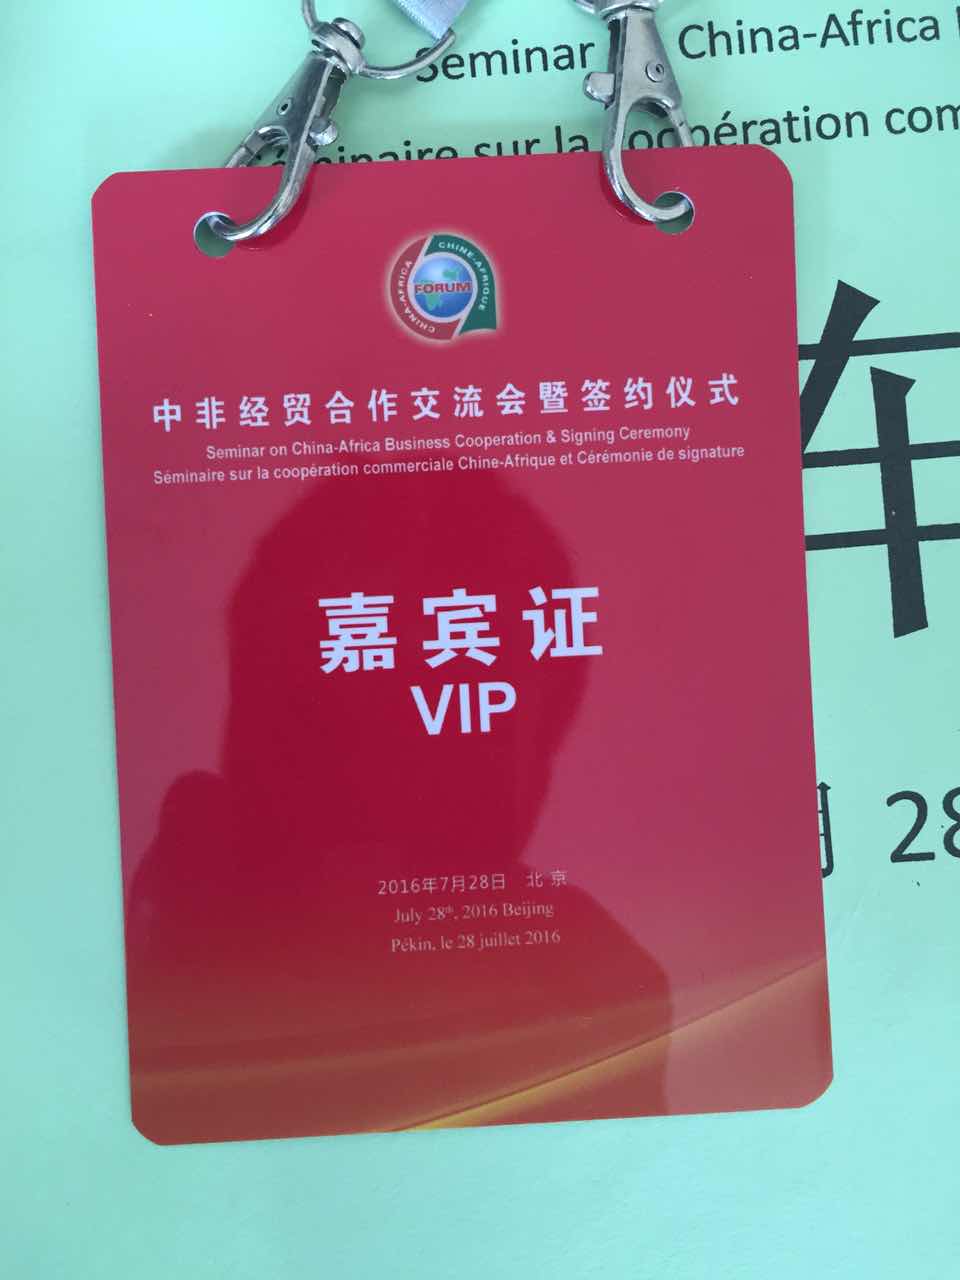 Seminar
China-Africa
Séminaire sur la coopération com
CHINE-AFRIQUE
CHINA-AFRICA
FORUM
中非经贸合作交流会暨签约仪式
Seminar on China-Africa Business Cooperation & Signing Ceremony
Séminaire sur la coopération commerciale Chine-Afrique et Cérémonie de signature
嘉宾证
VIP
2016年7月28日 北京
July 28th, 2016 Beijing
Pékin, le 28 juillet 2016
28